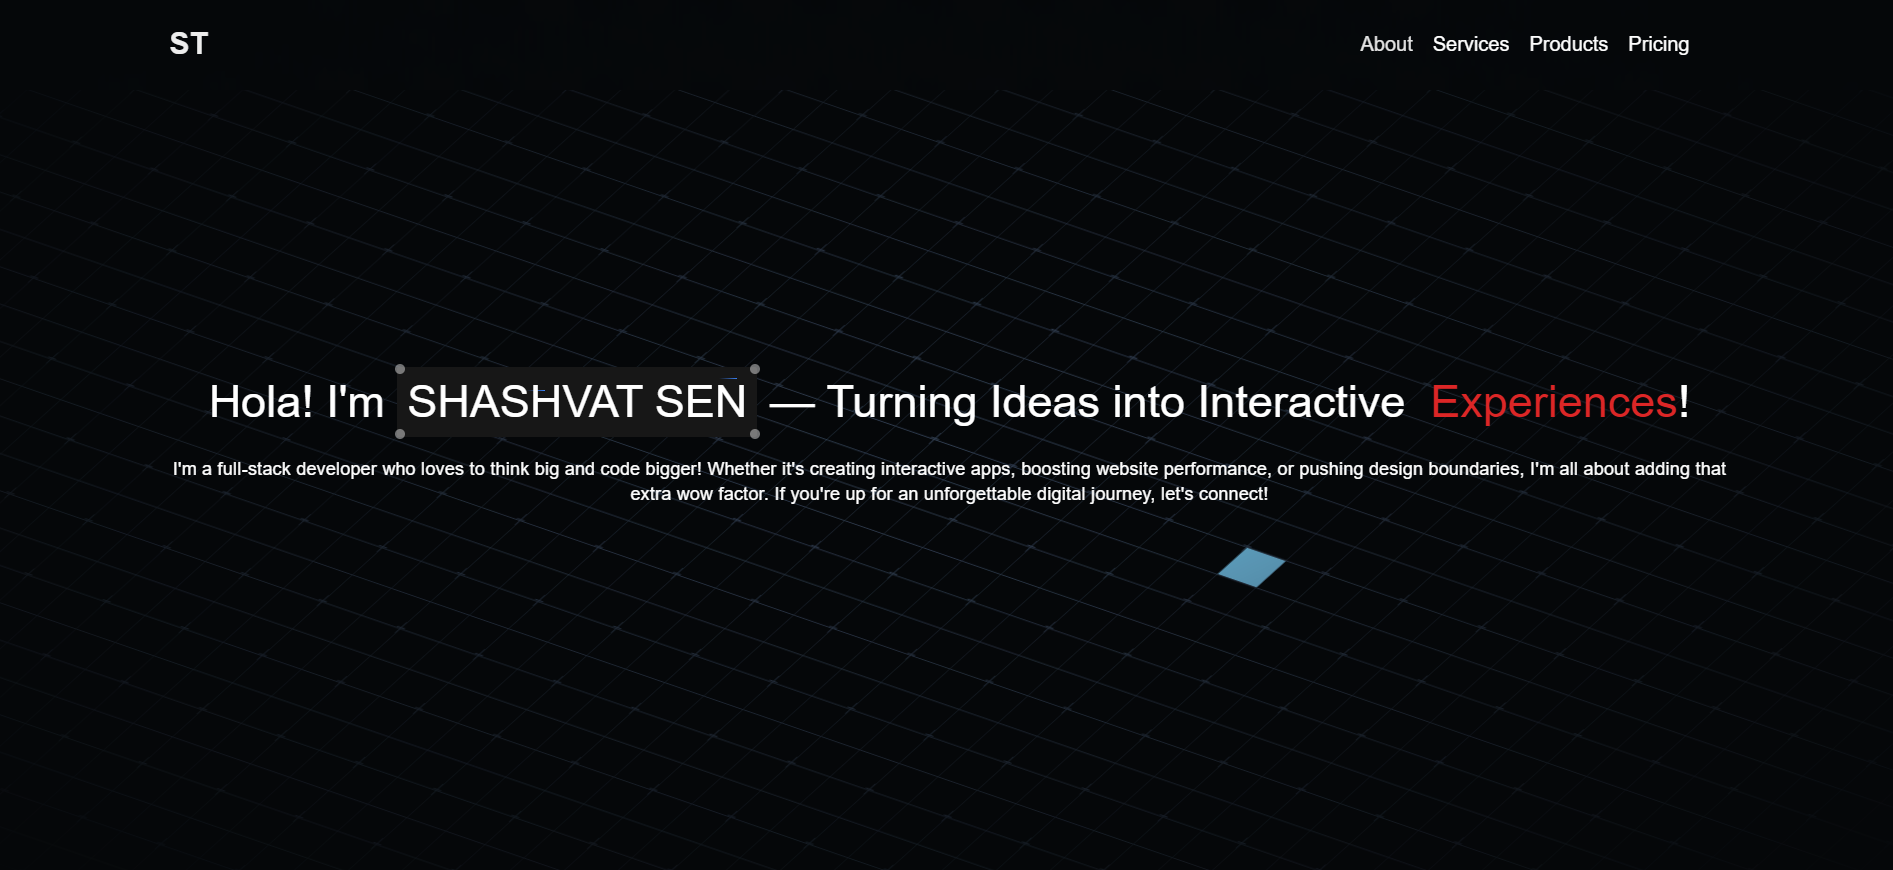 ST
About Services Products Pricing
Hola! I'm SHASHVAT SEN — Turning Ideas into Interactive Experiences!
I'm a full-stack developer who loves to think big and code bigger! Whether it's creating interactive apps, boosting website performance, or pushing design boundaries, I'm all about adding that
extra wow factor. If you're up for an unforgettable digital journey, let's connect!